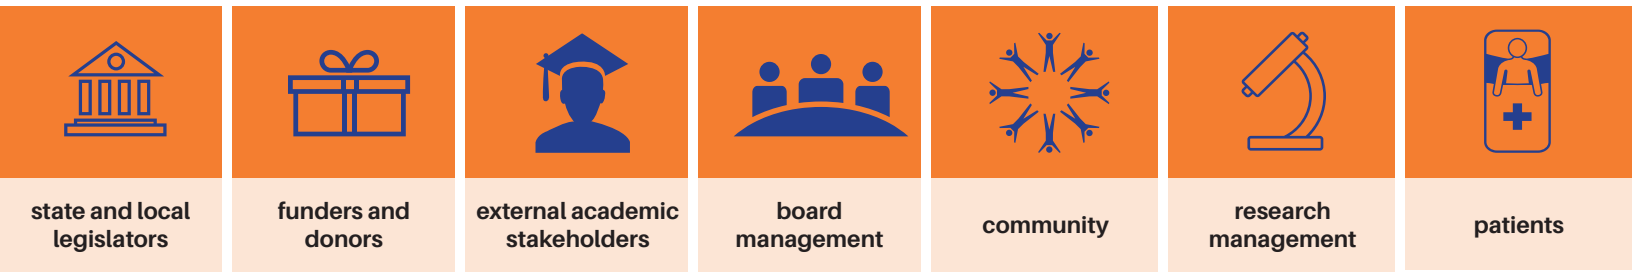 state and local
legislators
funders and
donors
external academic
stakeholders
board
management
community
research
management
patients